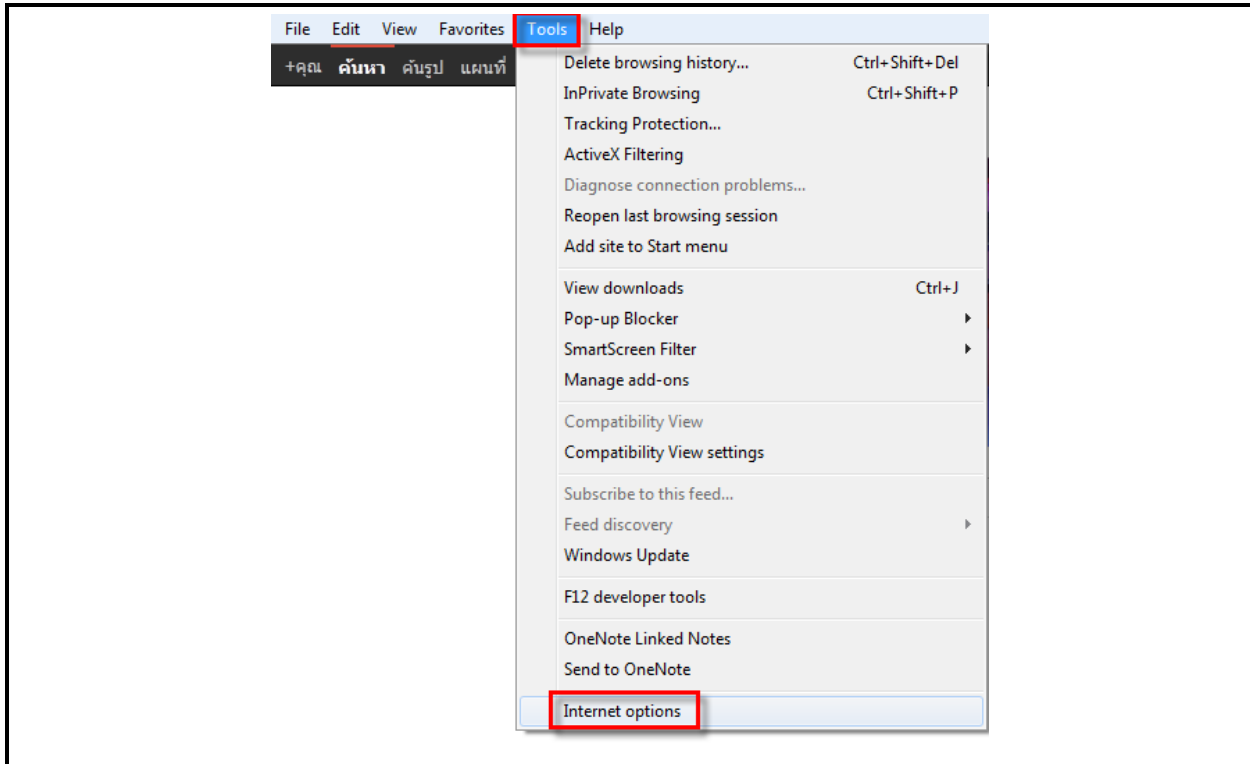 File Edit View Favorites Tools Help
+คุณ ค้นหา ค้นรูป แผนที่
Delete browsing history... Ctrl+Shift+Del
InPrivate Browsing Ctrl+Shift+P
Tracking Protection...
ActiveX Filtering
Diagnose connection problems...
Reopen last browsing session
Add site to Start menu
View downloads Ctrl+J
Pop-up Blocker
SmartScreen Filter
Manage add-ons
Compatibility View
Compatibility View settings
Subscribe to this feed...
Feed discovery
Windows Update
F12 developer tools
OneNote Linked Notes
Send to OneNote
Internet options